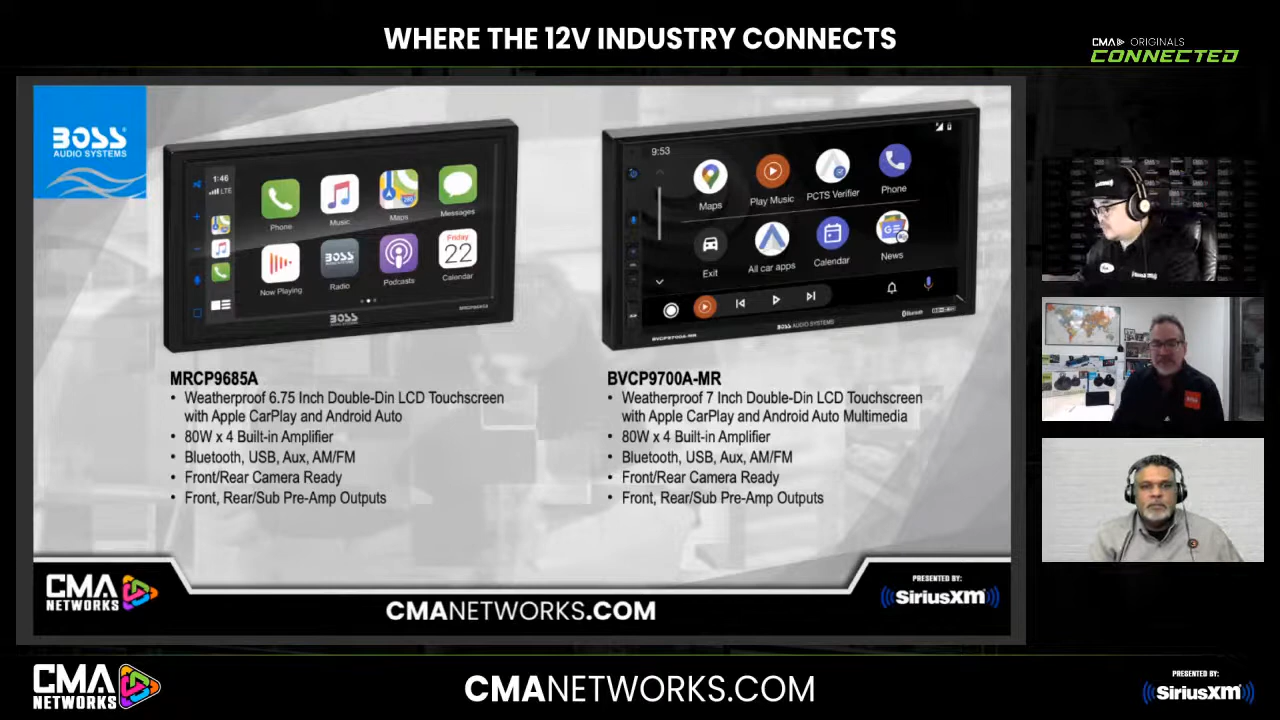 WHERE THE 12V INDUSTRY CONNECTS
CMA ORIGINALS
CONNECTED
BOSS
AUDIO SYSTEMS
1:46
LTE
Phone
Music
Maps
Messages
Now Playing
BOSS
Radio
Podcasts
Friday
22
Calendar
BOSS
9:53
Maps
Play Music
PCTS Verifier
Phone
Exit
All car apps
Calendar
News
BVCP9700A-MR
BOSS AUDIO SYSTEMS
Bluetooth
MRCP9685A
• Weatherproof 6.75 Inch Double-Din LCD Touchscreen
with Apple CarPlay and Android Auto
• 80W x 4 Built-in Amplifier
• Bluetooth, USB, Aux, AM/FM
• Front/Rear Camera Ready
• Front, Rear/Sub Pre-Amp Outputs
BVCP9700A-MR
• Weatherproof 7 Inch Double-Din LCD Touchscreen
with Apple CarPlay and Android Auto Multimedia
• 80W x 4 Built-in Amplifier
• Bluetooth, USB, Aux, AM/FM
• Front/Rear Camera Ready
• Front, Rear/Sub Pre-Amp Outputs
CMA
NETWORKS
CMANETWORKS.COM
PRESENTED BY:
SiriusXM
CMA
NETWORKS
CMANETWORKS.COM
PRESENTED BY:
SiriusXM